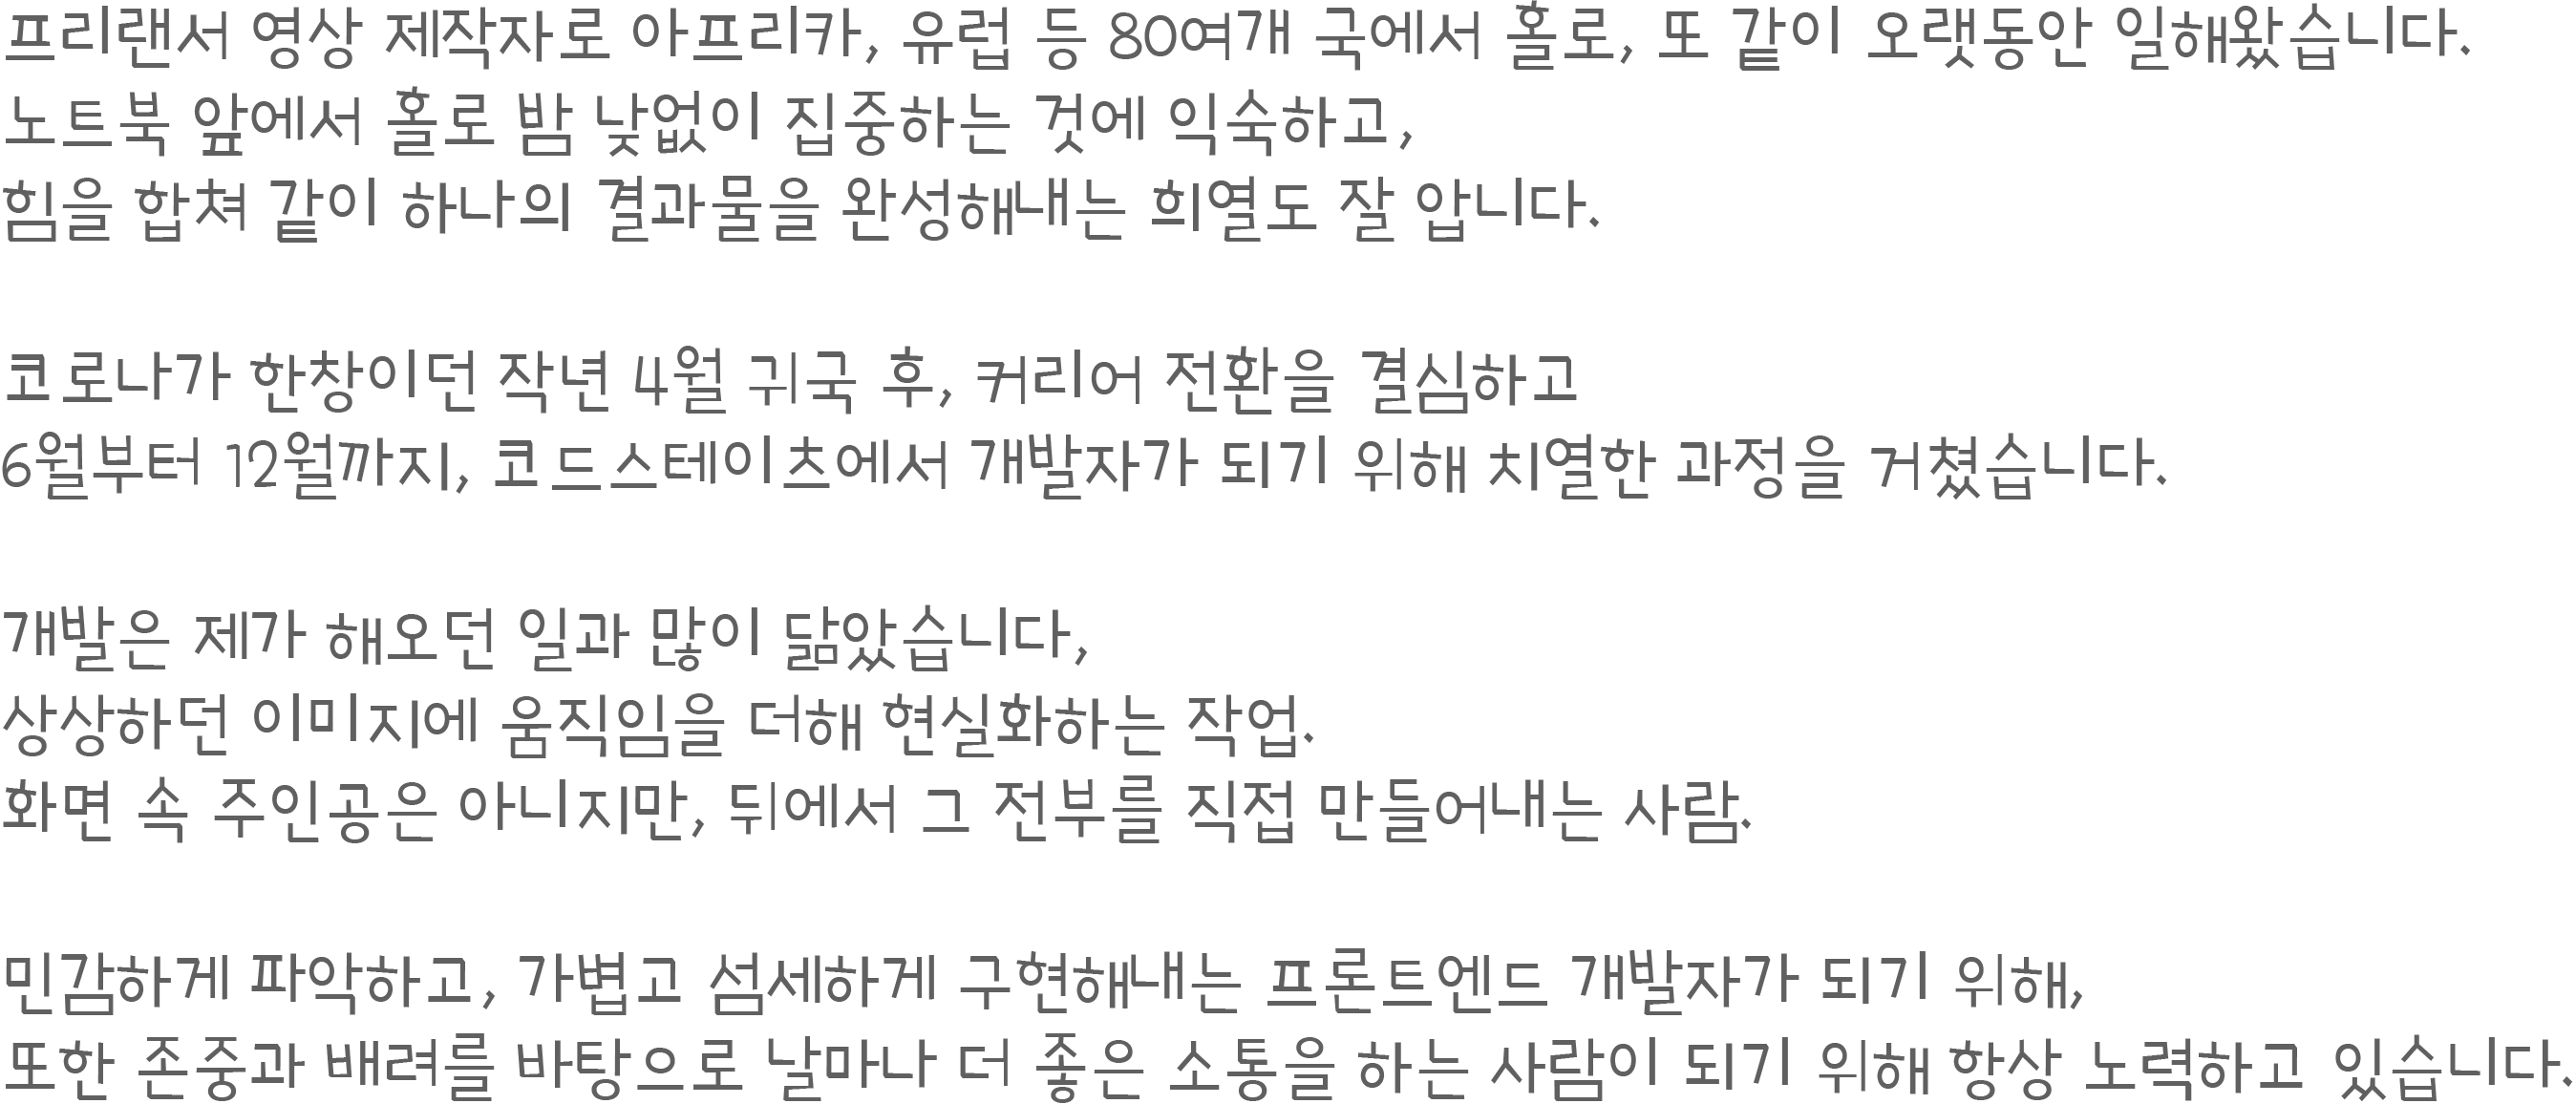 프리랜서 영상 제작자로 아프리카, 유럽 등 80여개 국에서 홀로, 또 같이 오랫동안 일해왔습니다.
노트북 앞에서 홀로 밤 낮없이 집중하는 것에 익숙하고,
힘을 합쳐 같이 하나의 결과물을 완성해내는 희열도 잘 압니다.
코로나가 한창이던 작년 4월 귀국 후, 커리어 전환을 결심하고
6월부터 12월까지, 코드스테이츠에서 개발자가 되기 위해 치열한 과정을 거쳤습니다.
개발은 제가 해오던 일과 많이 닮았습니다,
상상하던 이미지에 움직임을 더해 현실화하는 작업.
화면 속 주인공은 아니지만, 뒤에서 그 전부를 직접 만들어내는 사람.
민감하게 파악하고, 가볍고 섬세하게 구현해내는 프론트엔드 개발자가 되기 위해,
또한 존중과 배려를 바탕으로 날마나 더 좋은 소통을 하는 사람이 되기 위해 항상 노력하고 있습니다.